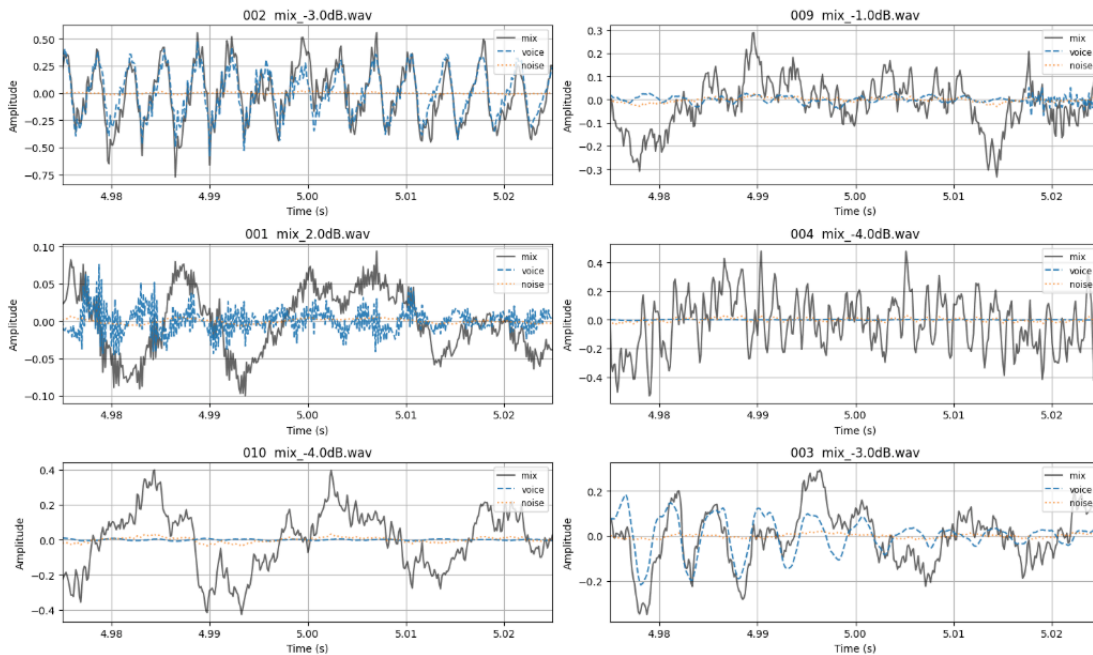 002 mix_-3.0dB.wav
0.50
0.25
0.00
−0.25
−0.50
−0.75
Amplitude
mix
voice
noise
4.98
4.99
5.00
5.01
5.02
Time (s)
009 mix_-1.0dB.wav
0.3
0.2
0.1
0.0
−0.1
−0.2
−0.3
Amplitude
mix
voice
noise
4.98
4.99
5.00
5.01
5.02
Time (s)
001 mix_2.0dB.wav
0.10
0.05
0.00
−0.05
−0.10
Amplitude
mix
voice
noise
4.98
4.99
5.00
5.01
5.02
Time (s)
004 mix_-4.0dB.wav
0.4
0.2
0.0
−0.2
−0.4
Amplitude
mix
voice
noise
4.98
4.99
5.00
5.01
5.02
Time (s)
010 mix_-4.0dB.wav
0.4
0.2
0.0
−0.2
−0.4
Amplitude
mix
voice
noise
4.98
4.99
5.00
5.01
5.02
Time (s)
003 mix_-3.0dB.wav
0.2
0.0
−0.2
Amplitude
mix
voice
noise
4.98
4.99
5.00
5.01
5.02
Time (s)